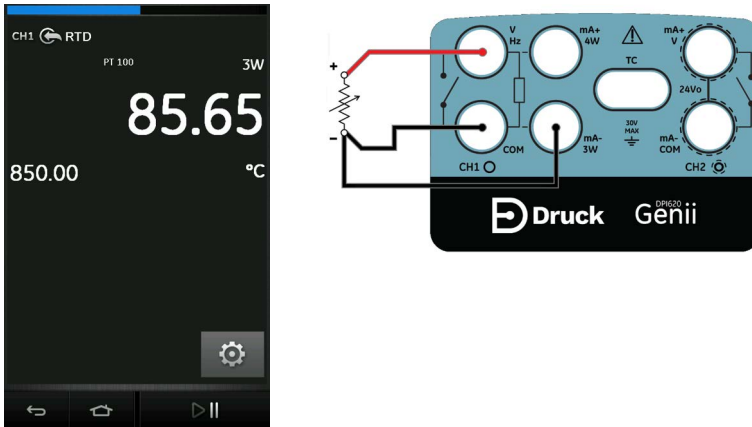 CH1 RTD
PT 100
3W
85.65
850.00
°C
+
-
V
Hz
COM
CH1
mA+
4W
mA-
3W
TC
30V
MAX
mA+
V
24Vo
mA-
COM
CH2
Druck
DPI620
Genii